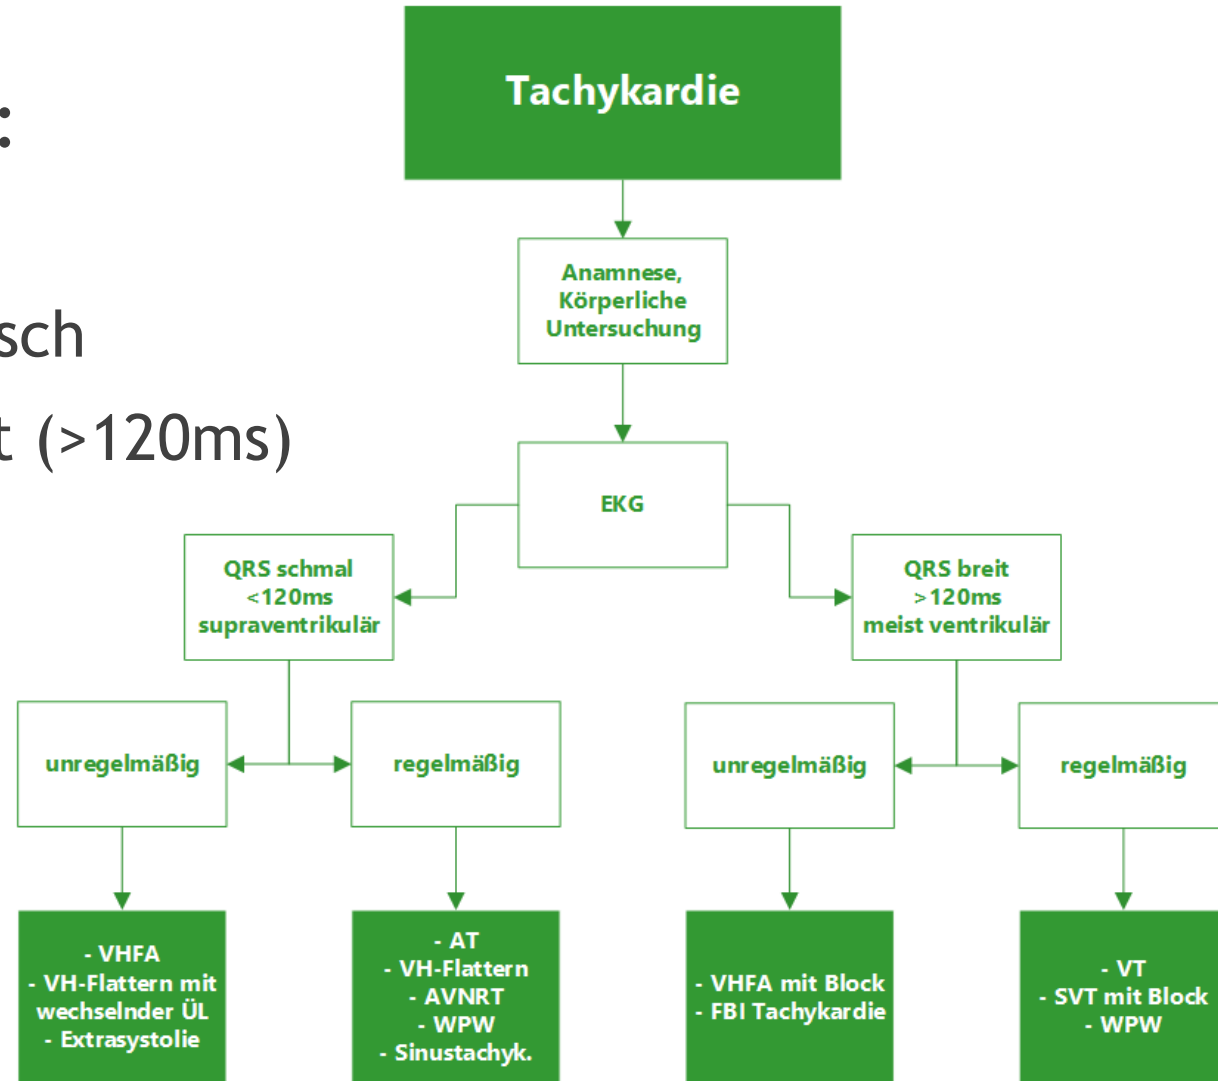 :
sch
t (>120ms)
Tachykardie
Anamnese,
Körperliche
Untersuchung
EKG
QRS schmal
<120ms
supraventrikulär
QRS breit
>120ms
meist ventrikulär
unregelmäßig
regelmäßig
unregelmäßig
regelmäßig
- VHFA
- VH-Flattern mit
wechselnder ÜL
- Extrasystolie
- AT
- VH-Flattern
- AVNRT
- WPW
- Sinustachyk.
- VHFA mit Block
- FBI Tachykardie
- VT
- SVT mit Block
- WPW